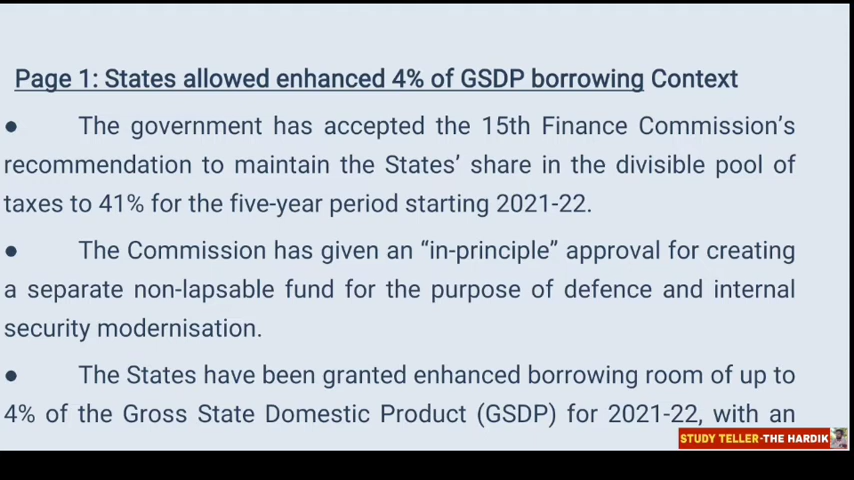 Page 1: States allowed enhanced 4% of GSDP borrowing Context
● The government has accepted the 15th Finance Commission’s
recommendation to maintain the States’ share in the divisible pool of
taxes to 41% for the five-year period starting 2021-22.
● The Commission has given an “in-principle” approval for creating
a separate non-lapsable fund for the purpose of defence and internal
security modernisation.
● The States have been granted enhanced borrowing room of up to
4% of the Gross State Domestic Product (GSDP) for 2021-22, with an
STUDY TELLER-THE HARDIK